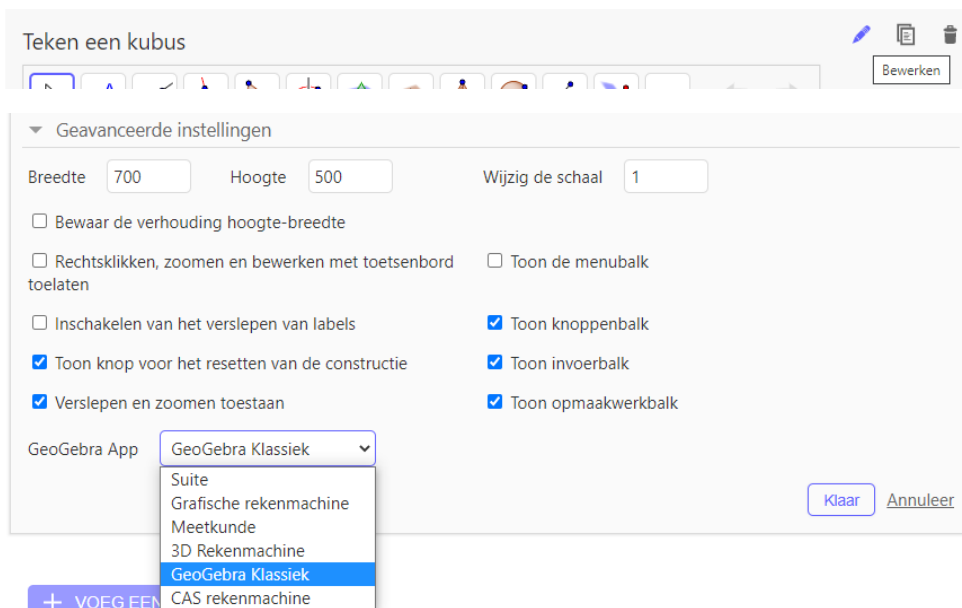 Teken een kubus
Bewerken
Geavanceerde instellingen
Breedte 700 Hoogte 500 Wijzig de schaal 1
Bewaar de verhouding hoogte-breedte
Rechtsklikken, zoomen en bewerken met toetsenbord
toelaten
Toon de menubalk
Inschakelen van het verslepen van labels
Toon knoppenbalk
Toon knop voor het resetten van de constructie
Toon invoerbalk
Verslepen en zoomen toestaan
Toon opmaakwerkbalk
GeoGebra App GeoGebra Klassiek
Suite
Grafische rekenmachine
Meetkunde
3D Rekenmachine
GeoGebra Klassiek
CAS rekenmachine
Klaar Annuleer
+ VOEG EEN